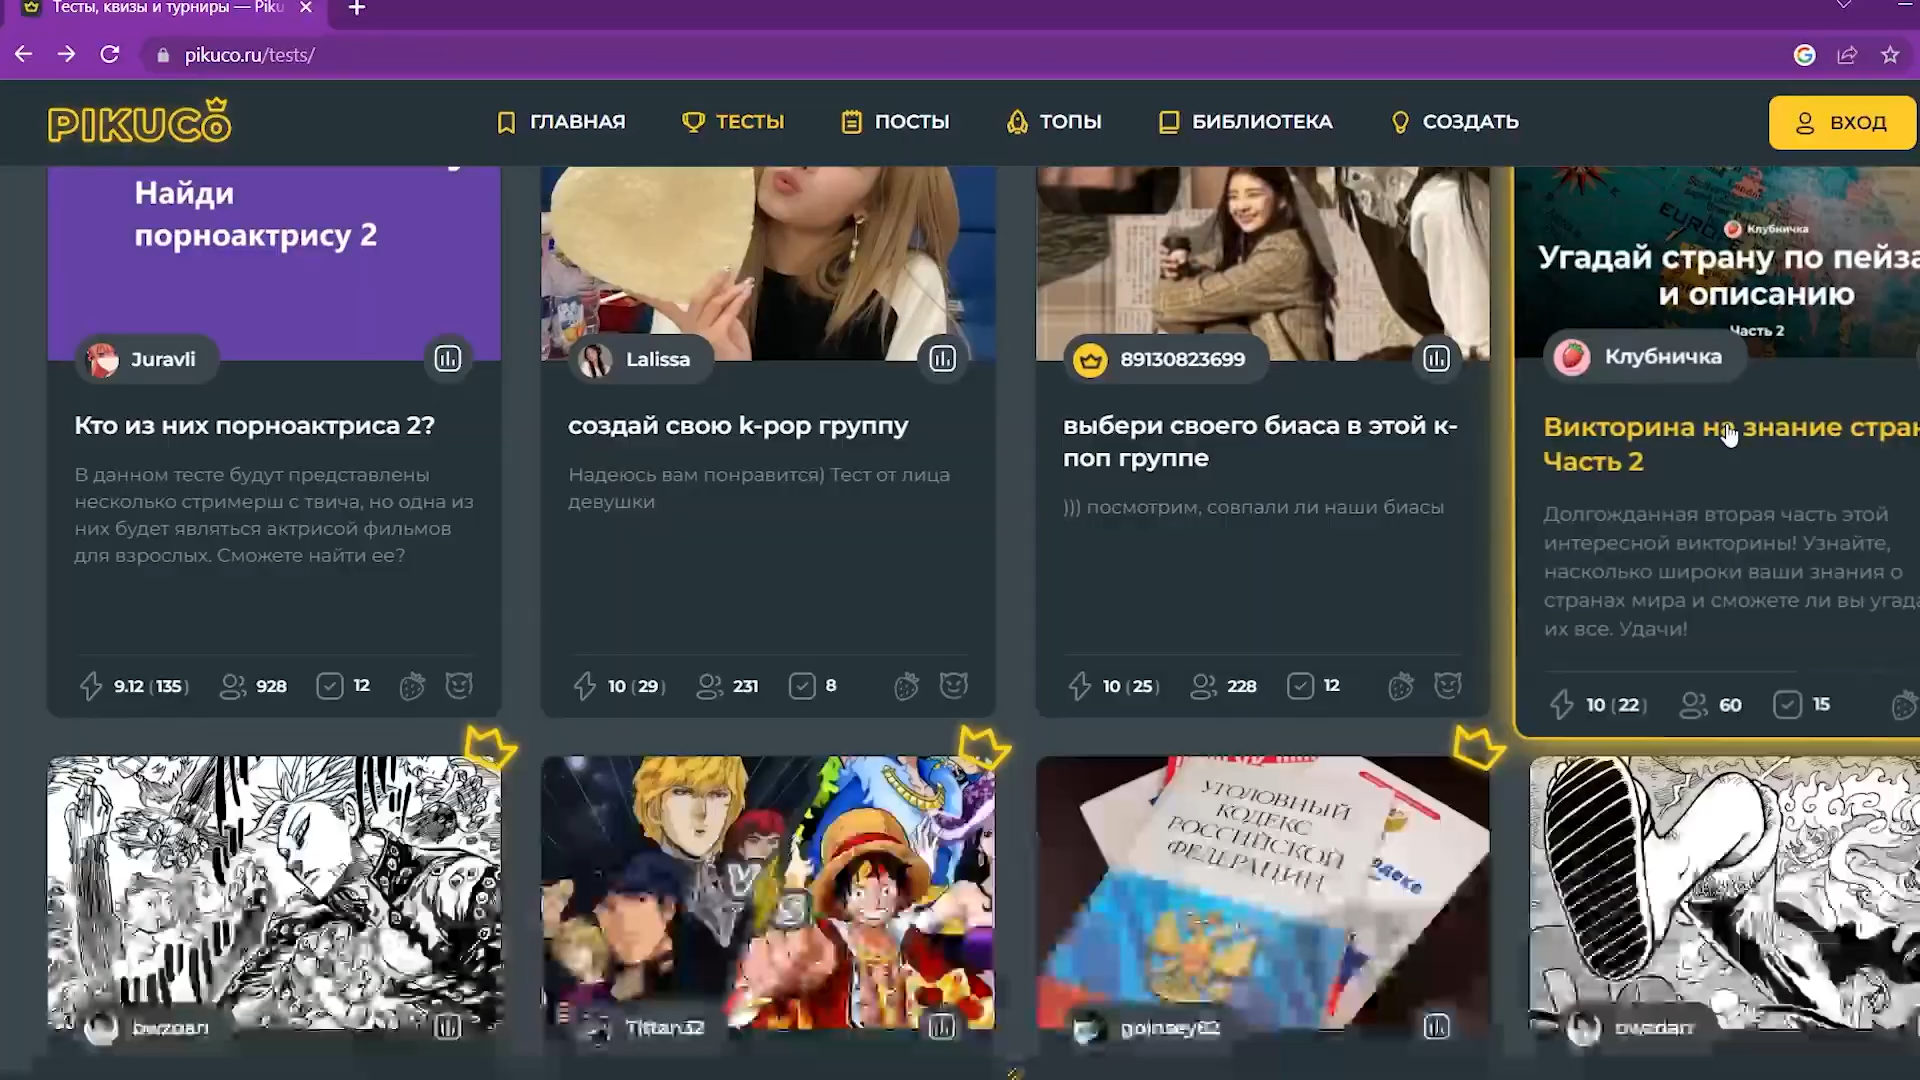 Тесты, квизы и турниры — Piku
pikuco.ru/tests/
PIKUCO
ГЛАВНАЯ
ТЕСТЫ
ПОСТЫ
ТОПЫ
БИБЛИОТЕКА
СОЗДАТЬ
ВХОД
Найди
порноактрису 2
Juravli
Кто из них порноактриса 2?
В данном тесте будут представлены
несколько стримерш с твича, но одна из
них будет являться актрисой фильмов
для взрослых. Сможете найти ее?
9.12 (135)
928
12
Lalissa
создай свою k-pop группу
Надеюсь вам понравится) Тест от лица
девушки
10 (29)
231
8
89130823699
выбери своего биаса в этой к-
поп группе
))) посмотрим, совпали ли наши биасы
10 (25)
228
12
Клубничка
Угадай страну по пейза
и описанию
Часть 2
Клубничка
Викторина на знание стран
Часть 2
Долгожданная вторая часть этой
интересной викторины! Узнайте,
насколько широки ваши знания о
странах мира и сможете ли вы угада
их все. Удачи!
10 (22)
60
15
VS
УГОЛОВНЫЙ
КОДЕКС
РОССИЙСКОЙ
ФЕДЕРАЦИИ